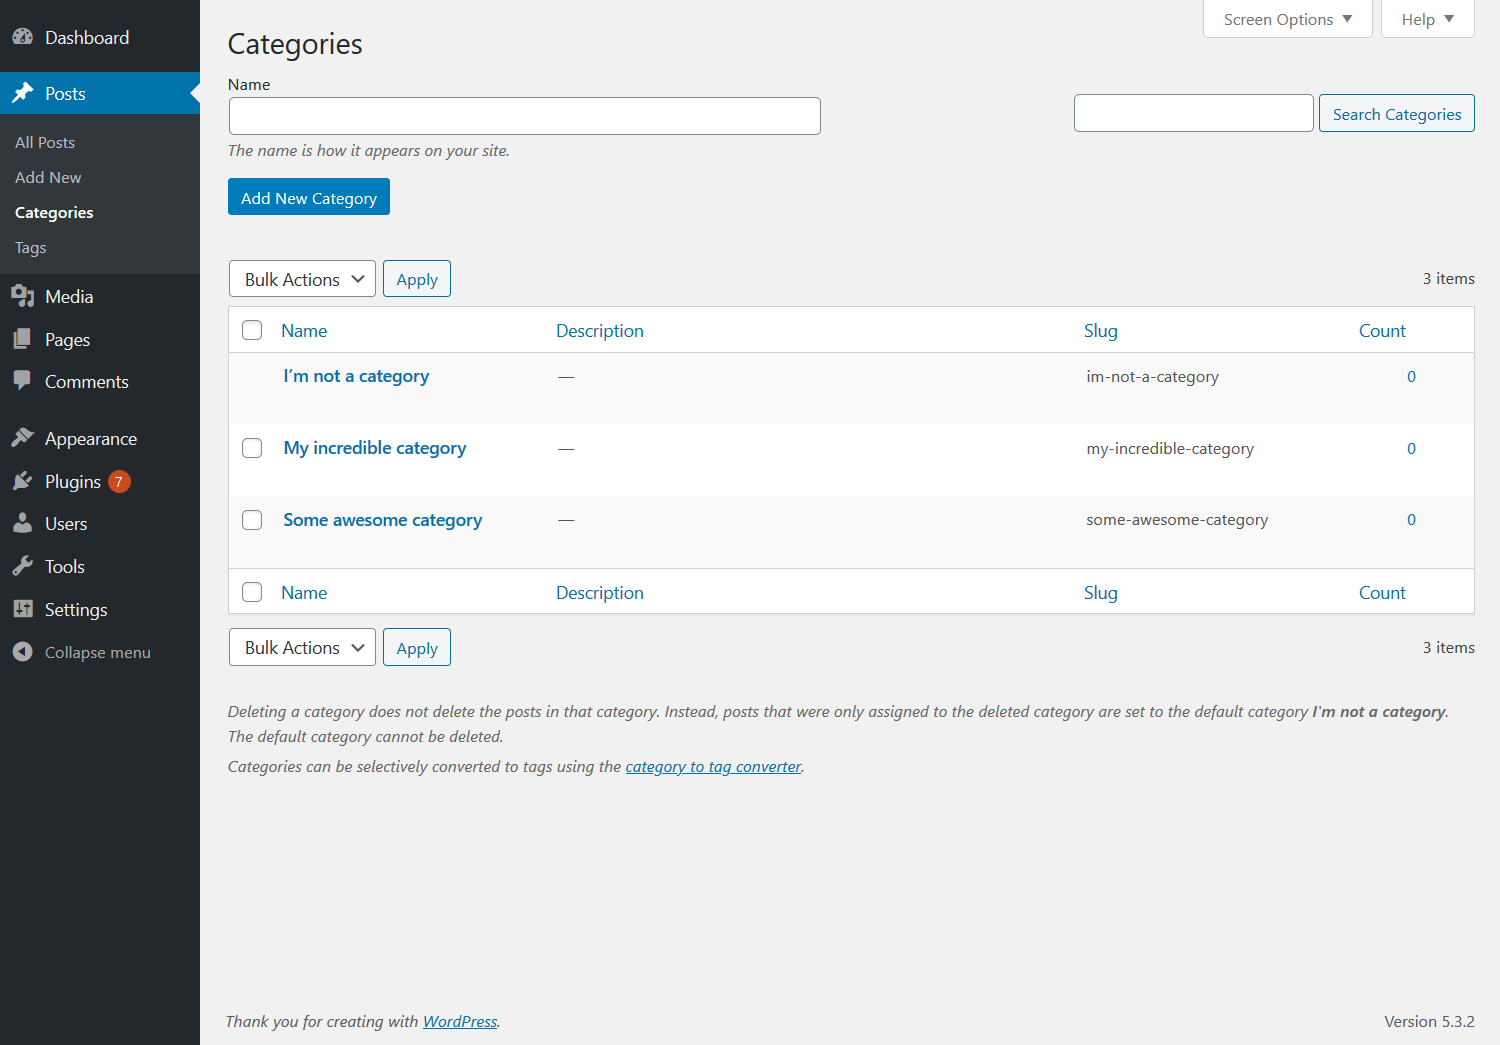 Dashboard
Posts
All Posts
Add New
Categories
Tags
Media
Pages
Comments
Appearance
Plugins 7
Users
Tools
Settings
Collapse menu
Screen Options
Help
Categories
Name
The name is how it appears on your site.
Search Categories
Add New Category
Bulk Actions Apply 3 items
Name Description Slug Count
I’m not a category — im-not-a-category 0
My incredible category — my-incredible-category 0
Some awesome category — some-awesome-category 0
Name Description Slug Count
Bulk Actions Apply 3 items
Deleting a category does not delete the posts in that category. Instead, posts that were only assigned to the deleted category are set to the default category I'm not a category.
The default category cannot be deleted.
Categories can be selectively converted to tags using the category to tag converter.
Thank you for creating with WordPress. Version 5.3.2